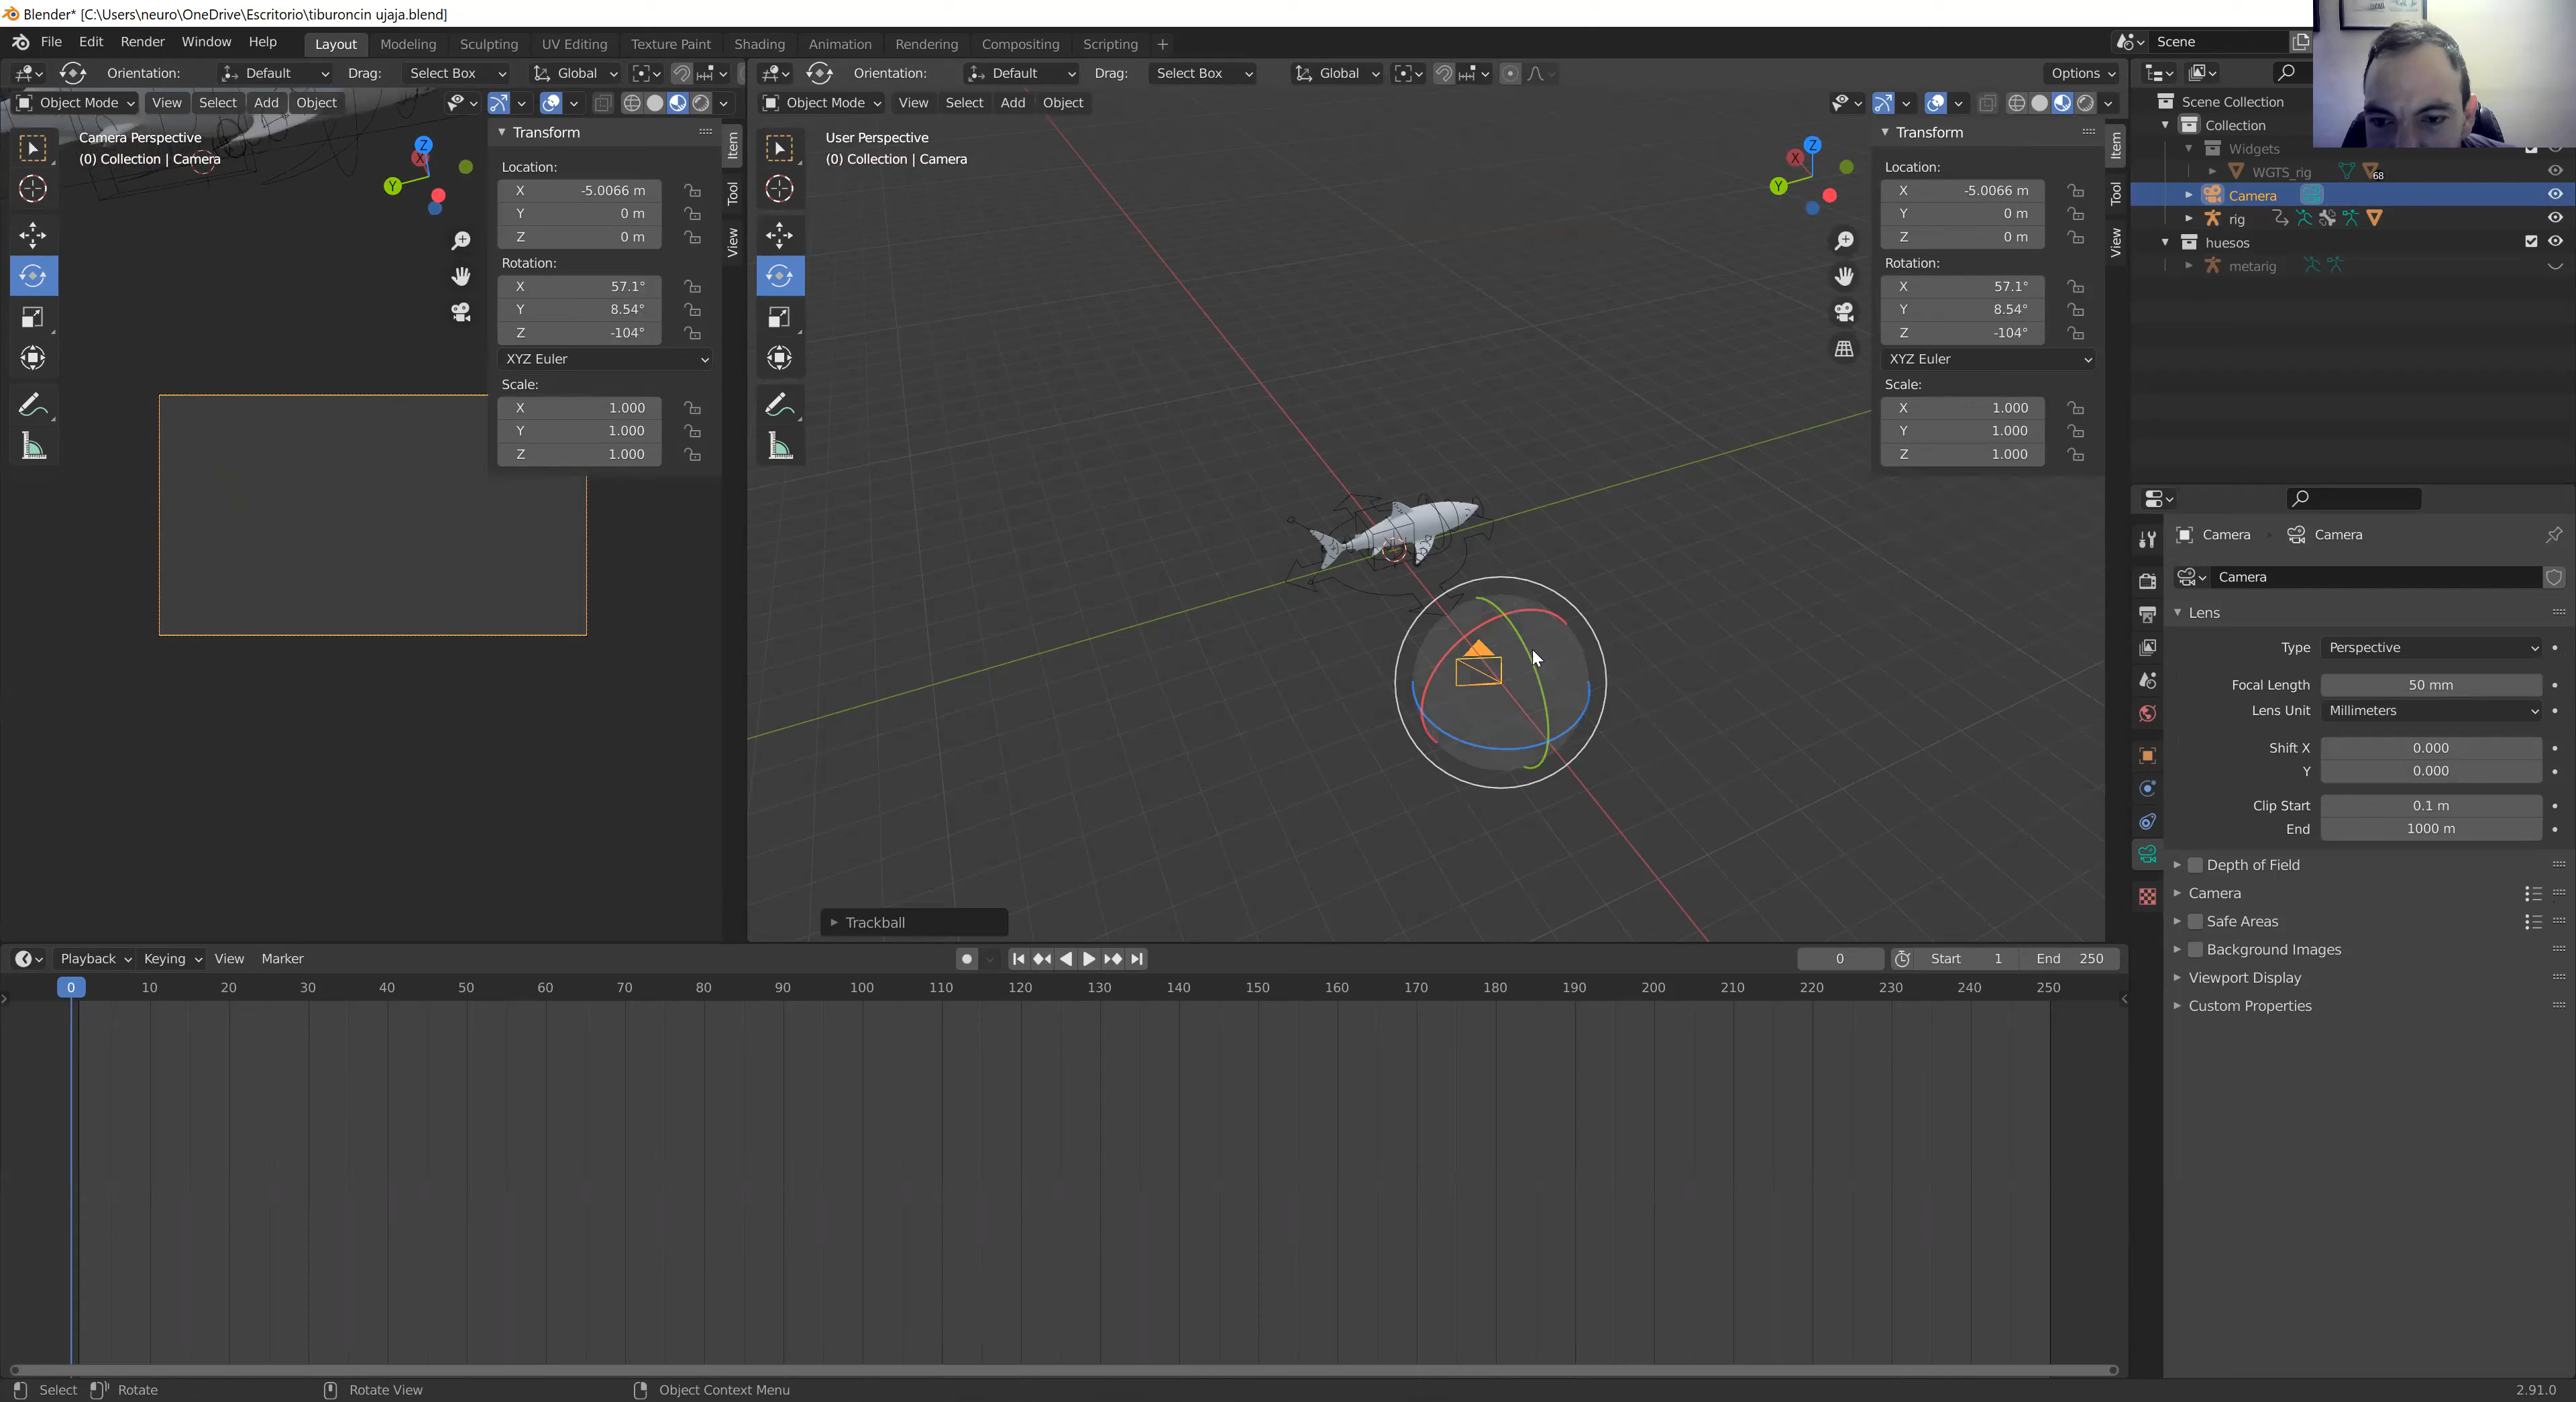 Blender* [C:\Users\neuro\OneDrive\Escritorio\tiburoncin ujaja.blend]
File Edit Render Window Help Layout Modeling Sculpting UV Editing Texture Paint Shading Animation Rendering Compositing Scripting + Scene
Orientation: Default Drag: Select Box Global
Orientation: Default Drag: Select Box Global Options
Object Mode View Select Add Object
Object Mode View Select Add Object
Camera Perspective
(0) Collection | Camera
Z
X
Y
Transform
Location:
X -5.0066 m
Y 0 m
Z 0 m
Rotation:
X 57.1°
Y 8.54°
Z -104°
XYZ Euler
Scale:
X 1.000
Y 1.000
Z 1.000
Item
Tool
View
User Perspective
(0) Collection | Camera
Z
X
Y
Transform
Location:
X -5.0066 m
Y 0 m
Z 0 m
Rotation:
X 57.1°
Y 8.54°
Z -104°
XYZ Euler
Scale:
X 1.000
Y 1.000
Z 1.000
Item
Tool
View
Trackball
Scene Collection
Collection
Widgets
WGTS_rig 68
Camera
rig
huesos
metarig
Camera Camera
Camera
Lens
Type Perspective
Focal Length 50 mm
Lens Unit Millimeters
Shift X 0.000
Y 0.000
Clip Start 0.1 m
End 1000 m
Depth of Field
Camera
Safe Areas
Background Images
Viewport Display
Custom Properties
Playback Keying View Marker 0 Start 1 End 250
0 10 20 30 40 50 60 70 80 90 100 110 120 130 140 150 160 170 180 190 200 210 220 230 240 250
Select Rotate Rotate View Object Context Menu 2.91.0